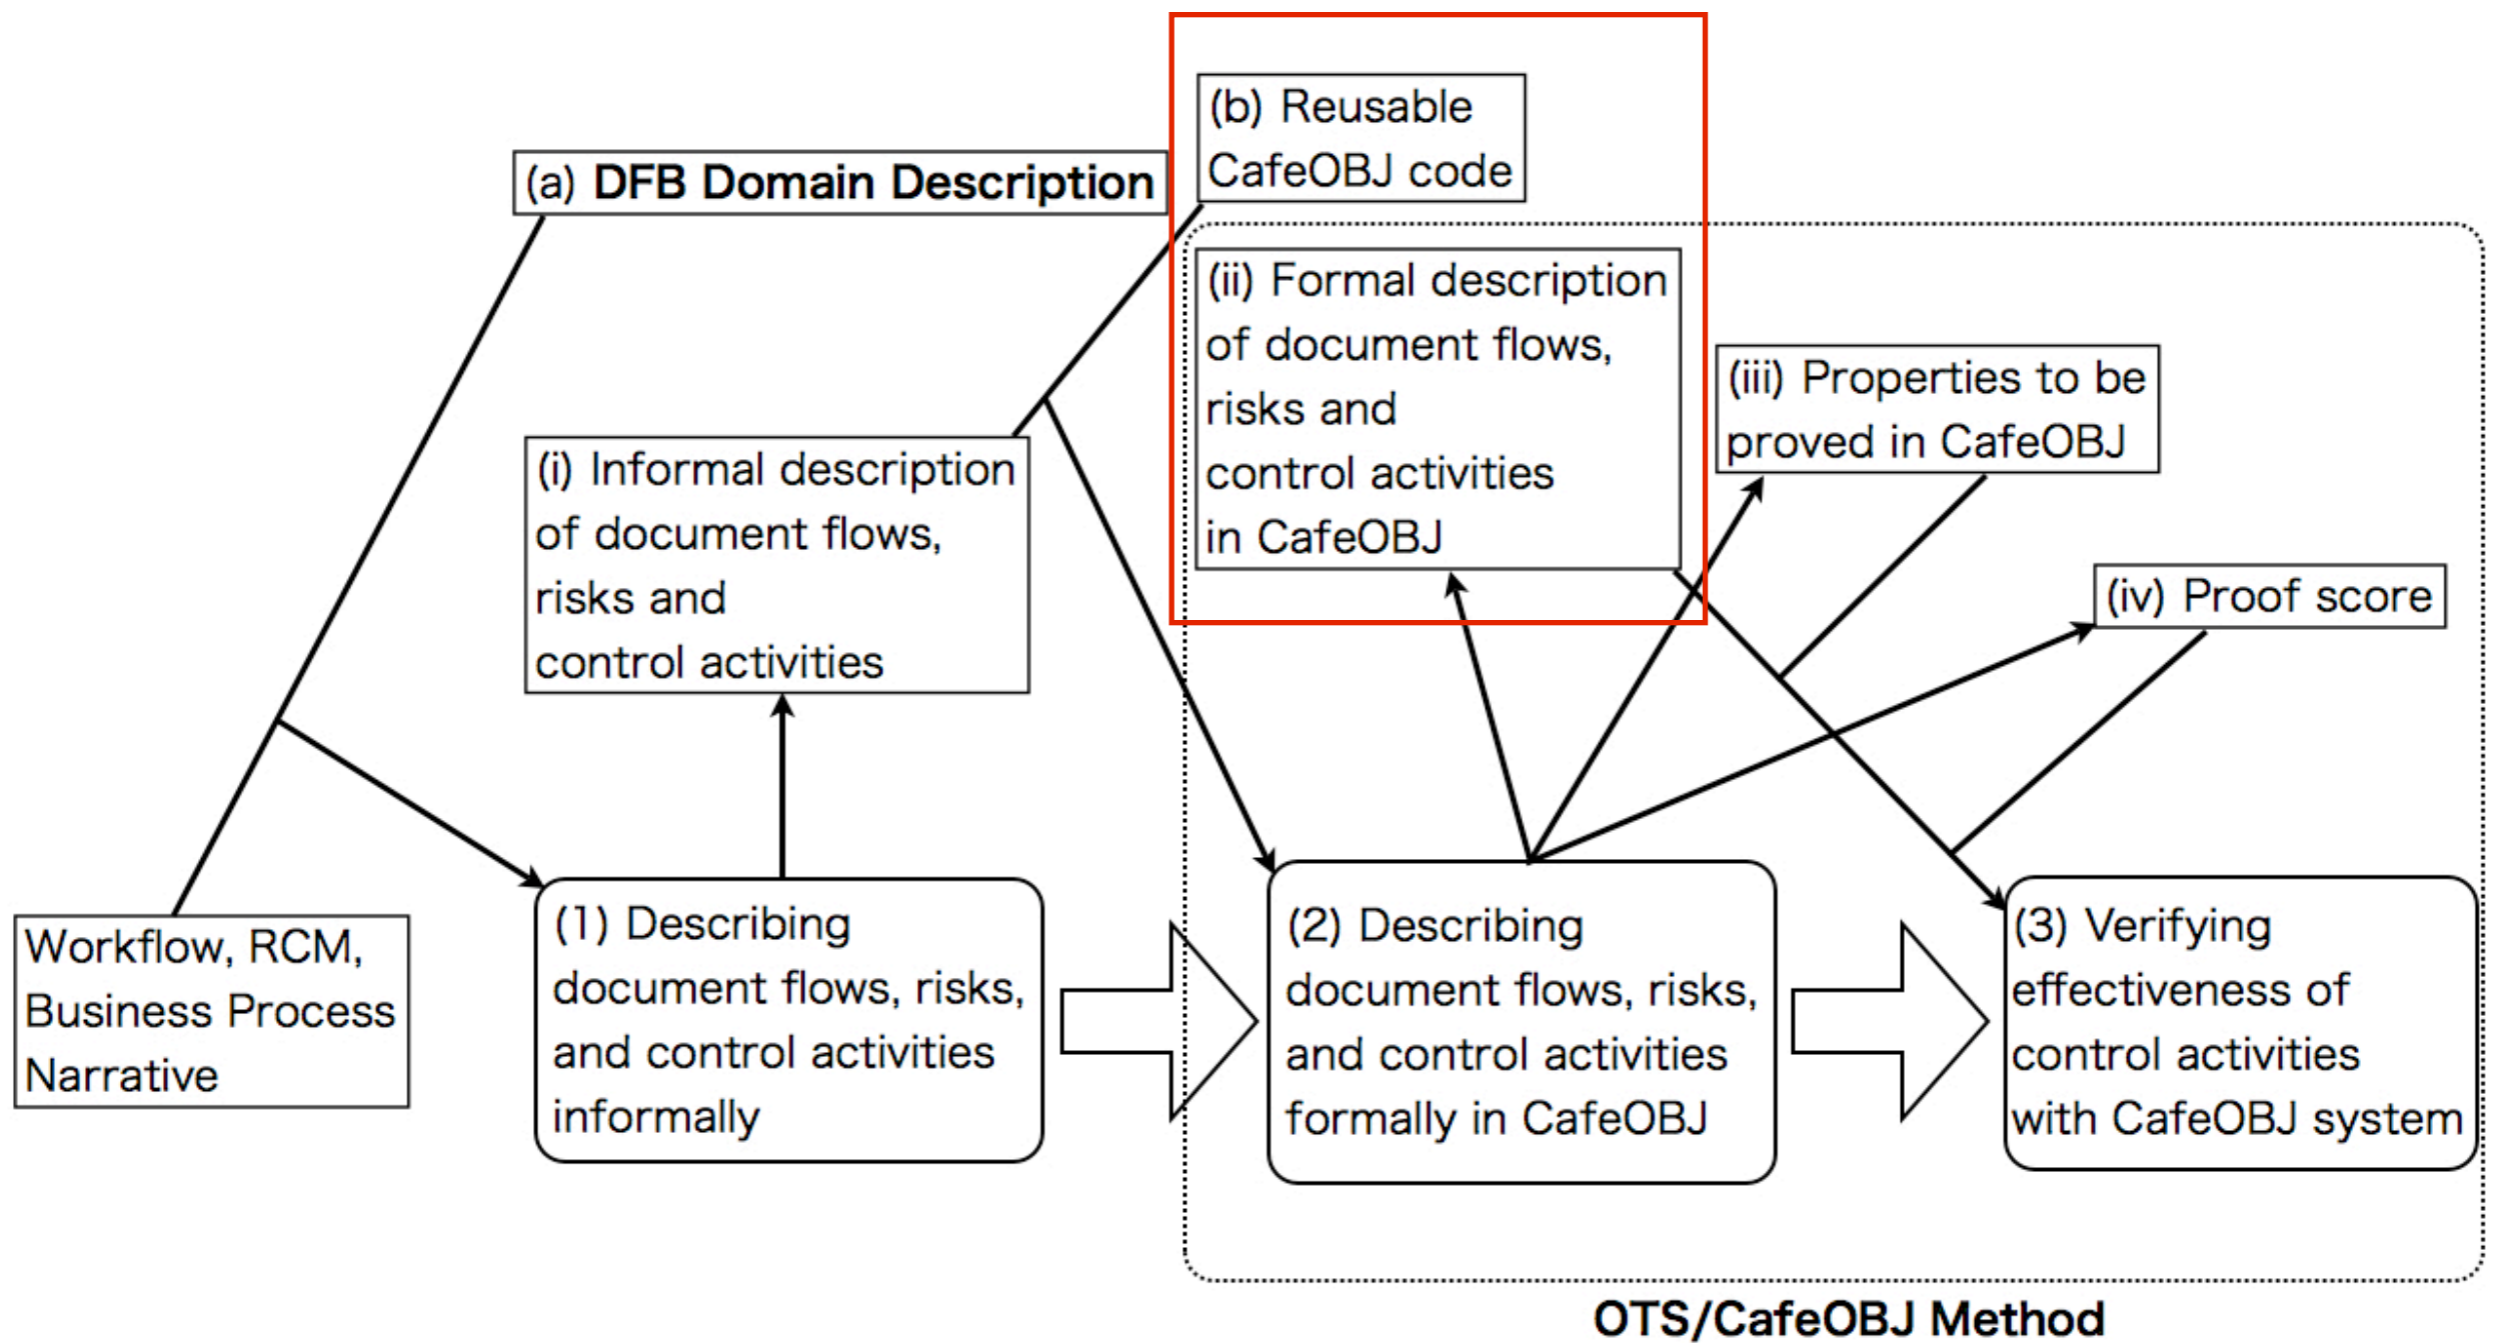 (b) Reusable
CafeOBJ code
(a) DFB Domain Description
(ii) Formal description
of document flows,
risks and
control activities
in CafeOBJ
(iii) Properties to be
proved in CafeOBJ
(i) Informal description
of document flows,
risks and
control activities
(iv) Proof score
Workflow, RCM,
Business Process
Narrative
(1) Describing
document flows, risks,
and control activities
informally
(2) Describing
document flows, risks,
and control activities
formally in CafeOBJ
(3) Verifying
effectiveness of
control activities
with CafeOBJ system
OTS/CafeOBJ Method